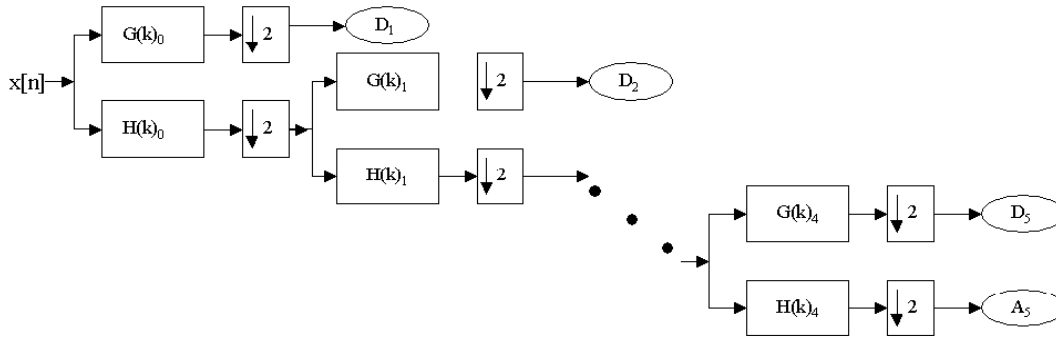 G(k)₀ 2 D₁
x[n]
H(k)₀ 2
G(k)₁ 2 D₂
H(k)₁ 2
G(k)₄ 2 D₅
H(k)₄ 2 A₅